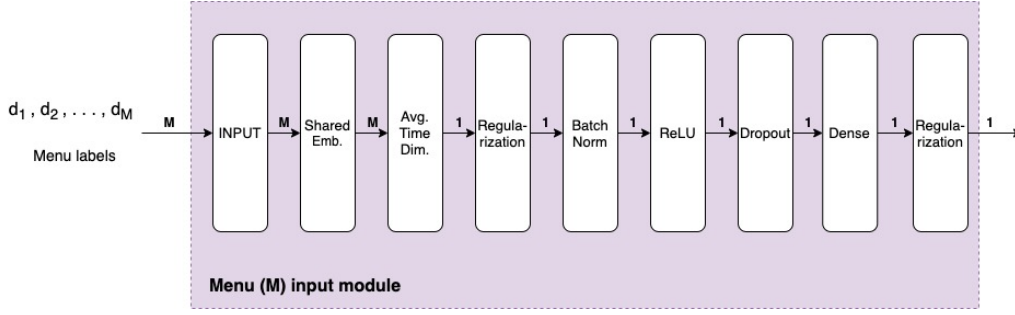 d1 , d2 , . . . , dM
Menu labels
M
INPUT
M
Shared
Emb.
M
Avg.
Time
Dim.
1
Regula-
rization
1
Batch
Norm
1
ReLU
1
Dropout
1
Dense
1
Regula-
rization
1
Menu (M) input module